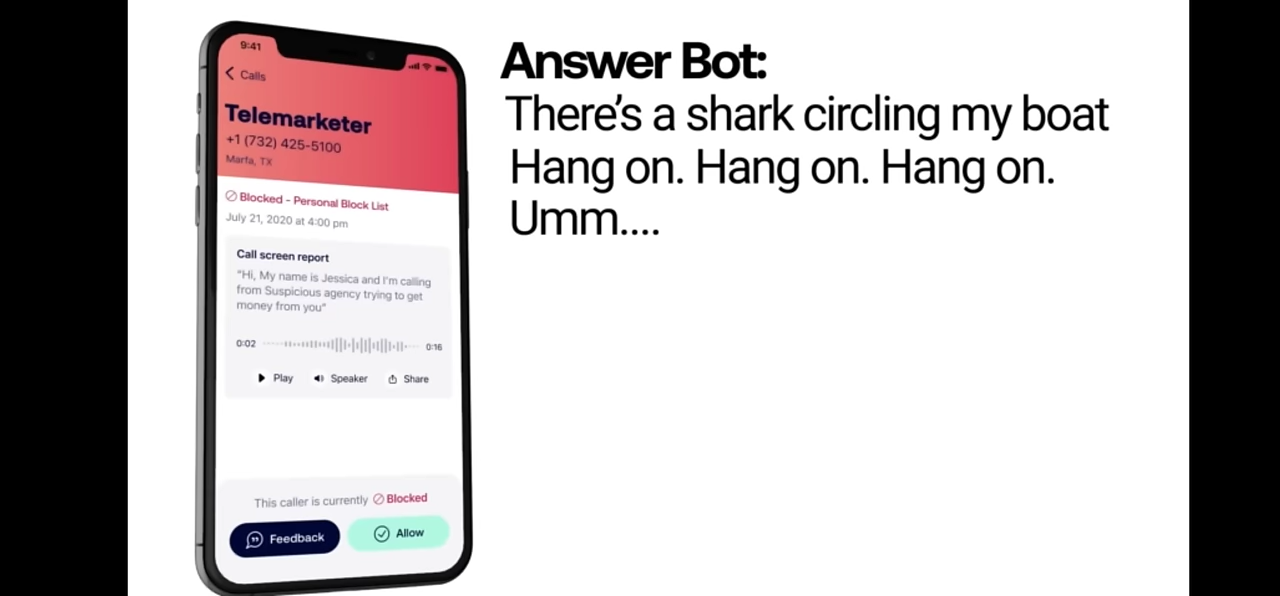 9:41
Calls
Telemarketer
+1 (732) 425-5100
Marfa, TX
Blocked - Personal Block List
July 21, 2020 at 4:00 pm
Call screen report
“Hi, My name is Jessica and I'm calling
from Suspicious agency trying to get
money from you”
0:02 0:16
Play Speaker Share
This caller is currently Blocked
Feedback Allow
Answer Bot:
There’s a shark circling my boat
Hang on. Hang on. Hang on.
Umm....